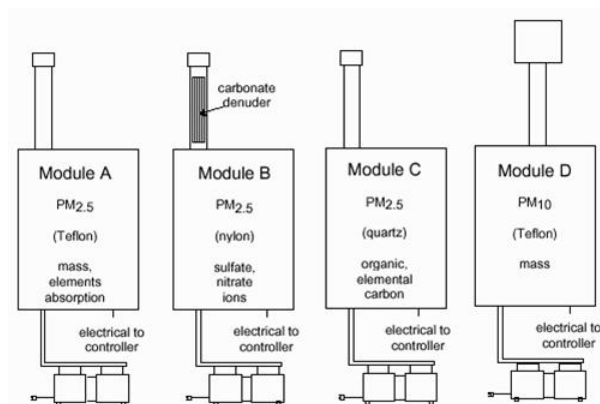 carbonate
denuder
Module A
PM2.5
(Teflon)
mass,
elements
absorption
electrical to
controller
Module B
PM2.5
(nylon)
sulfate,
nitrate
ions
electrical to
controller
Module C
PM2.5
(quartz)
organic,
elemental
carbon
electrical to
controller
Module D
PM10
(Teflon)
mass
electrical to
controller